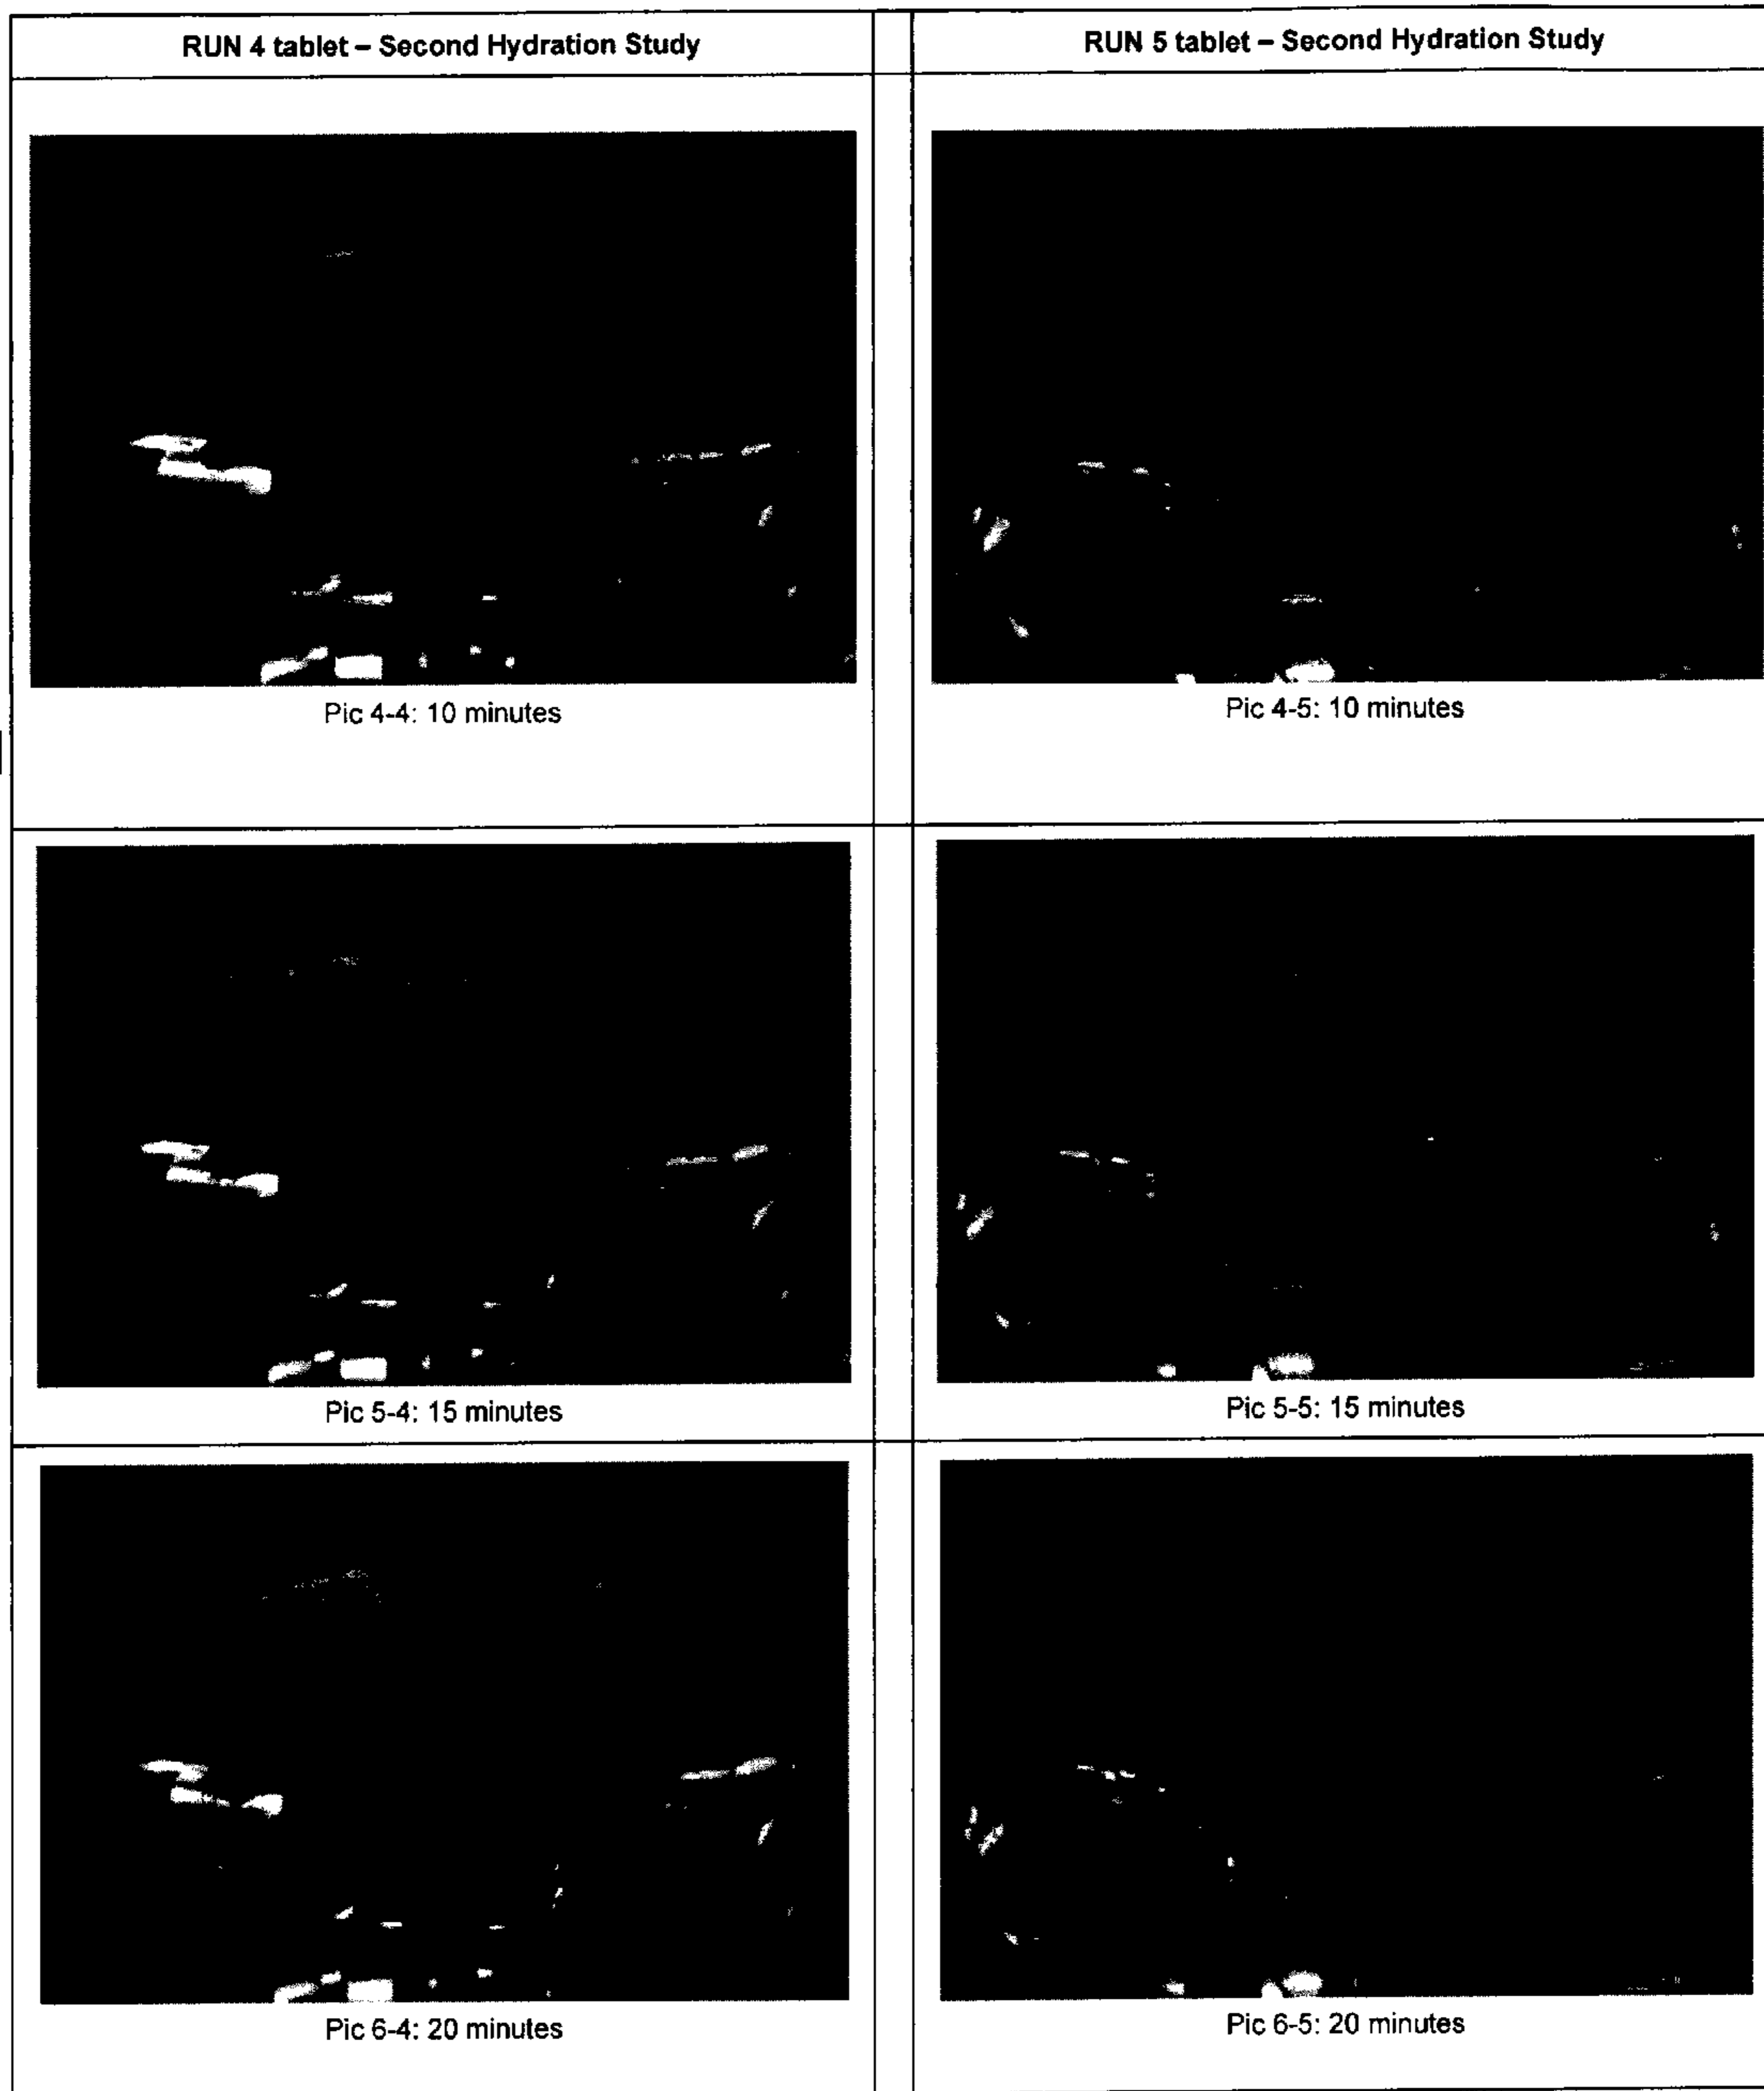 RUN 4 tablet – Second Hydration Study
RUN 5 tablet – Second Hydration Study
Pic 4-4: 10 minutes
Pic 4-5: 10 minutes
Pic 5-4: 15 minutes
Pic 5-5: 15 minutes
Pic 6-4: 20 minutes
Pic 6-5: 20 minutes